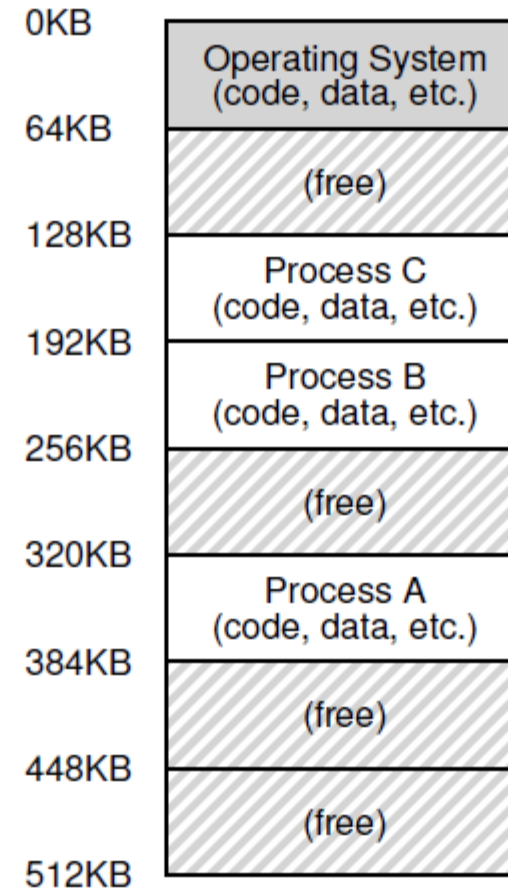 0KB
Operating System
(code, data, etc.)
64KB
(free)
128KB
Process C
(code, data, etc.)
192KB
Process B
(code, data, etc.)
256KB
(free)
320KB
Process A
(code, data, etc.)
384KB
(free)
448KB
(free)
512KB